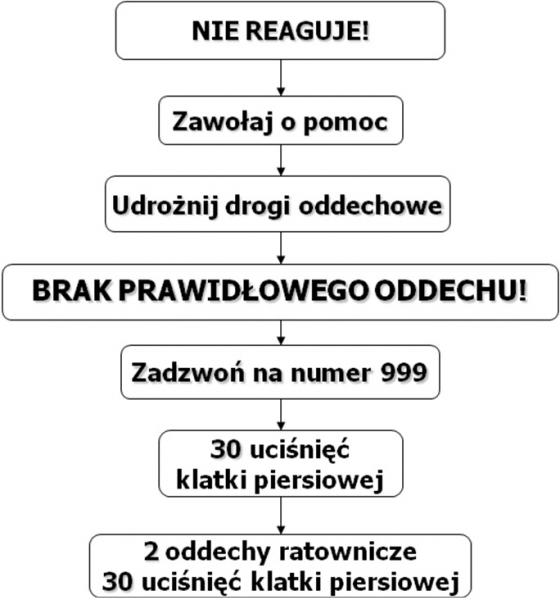 NIE REAGUJE!
Zawołaj o pomoc
Udrożnij drogi oddechowe
BRAK PRAWIDŁOWEGO ODDECHU!
Zadzwoń na numer 999
30 uciśnięć
klatki piersiowej
2 oddechy ratownicze
30 uciśnięć klatki piersiowej